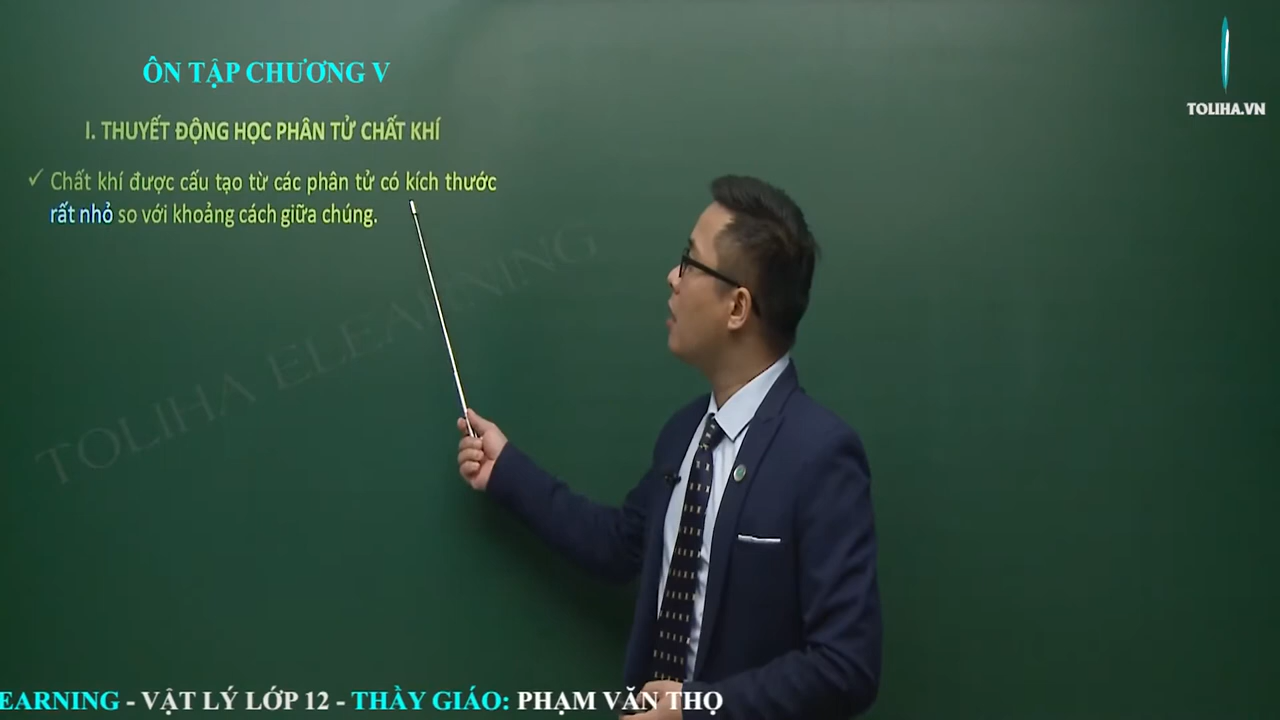 ÔN TẬP CHƯƠNG V
TOLIHA.VN
I. THUYẾT ĐỘNG HỌC PHÂN TỬ CHẤT KHÍ
✓ Chất khí được cấu tạo từ các phân tử có kích thước
rất nhỏ so với khoảng cách giữa chúng.
TOLIHA ELEARNING
EARNING - VẬT LÝ LỚP 12 - THẦY GIÁO: PHẠM VĂN THỌ